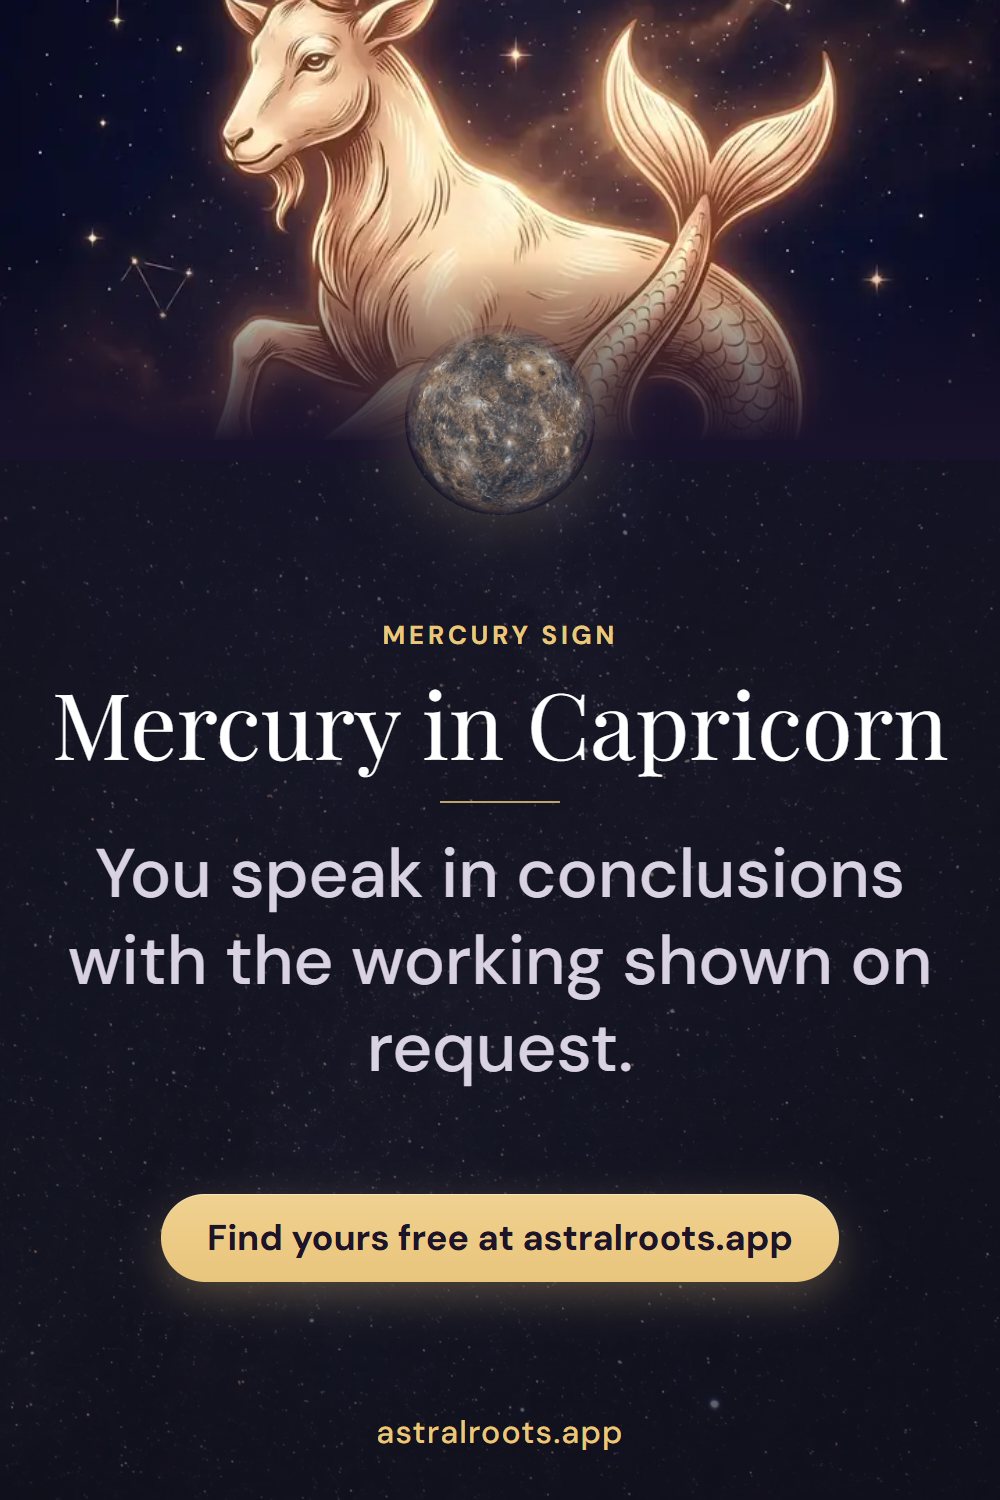 MERCURY SIGN
Mercury in Capricorn
You speak in conclusions
with the working shown on
request.
Find yours free at astralroots.app
astralroots.app